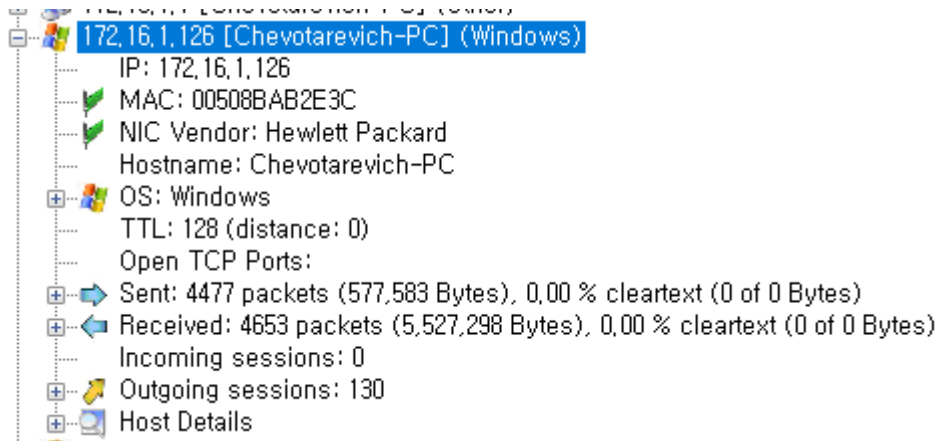 172,16,1,126 [Chevotarevich-PC] (Windows)
IP: 172,16,1,126
MAC: 00508BAB2E3C
NIC Vendor: Hewlett Packard
Hostname: Chevotarevich-PC
OS: Windows
TTL: 128 (distance: 0)
Open TCP Ports:
Sent: 4477 packets (577,583 Bytes), 0,00 % cleartext (0 of 0 Bytes)
Received: 4653 packets (5,527,298 Bytes), 0,00 % cleartext (0 of 0 Bytes)
Incoming sessions: 0
Outgoing sessions: 130
Host Details